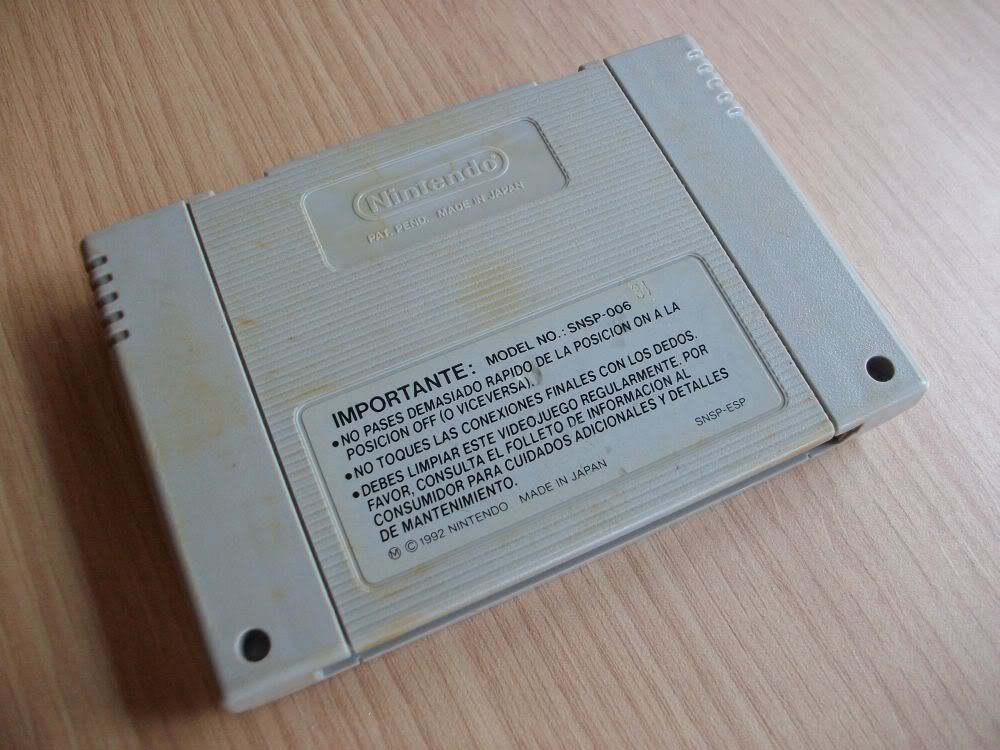 Nintendo
PAT. PEND. MADE IN JAPAN
31
IMPORTANTE: MODEL NO.: SNSP-006
•NO PASES DEMASIADO RAPIDO DE LA POSICION ON A LA
POSICION OFF (O VICEVERSA).
•NO TOQUES LAS CONEXIONES FINALES CON LOS DEDOS.
•DEBES LIMPIAR ESTE VIDEOJUEGO REGULARMENTE. POR
FAVOR, CONSULTA EL FOLLETO DE INFORMACION AL
CONSUMIDOR PARA CUIDADOS ADICIONALES Y DETALLES
DE MANTENIMIENTO.
SNSP-ESP
Ⓜ ©1992 NINTENDO MADE IN JAPAN